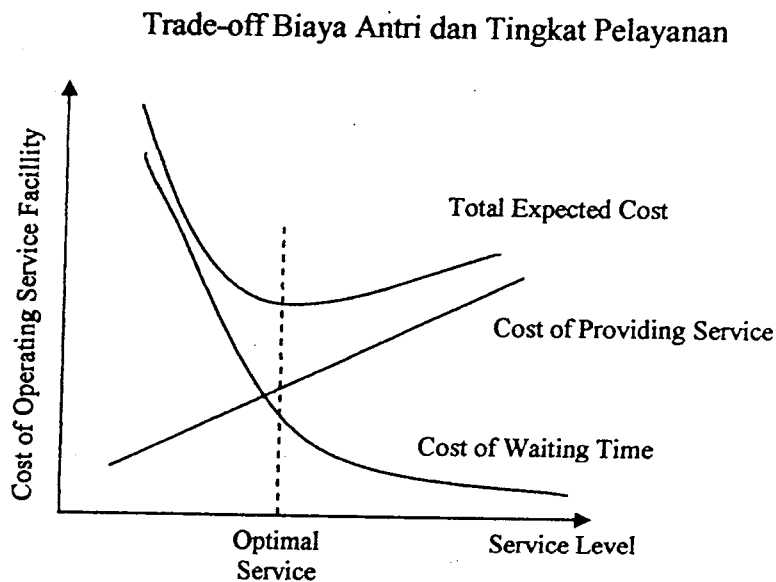 Trade-off Biaya Antri dan Tingkat Pelayanan
Cost of Operating Service Facillity
Total Expected Cost
Cost of Providing Service
Cost of Waiting Time
Optimal
Service
Service Level